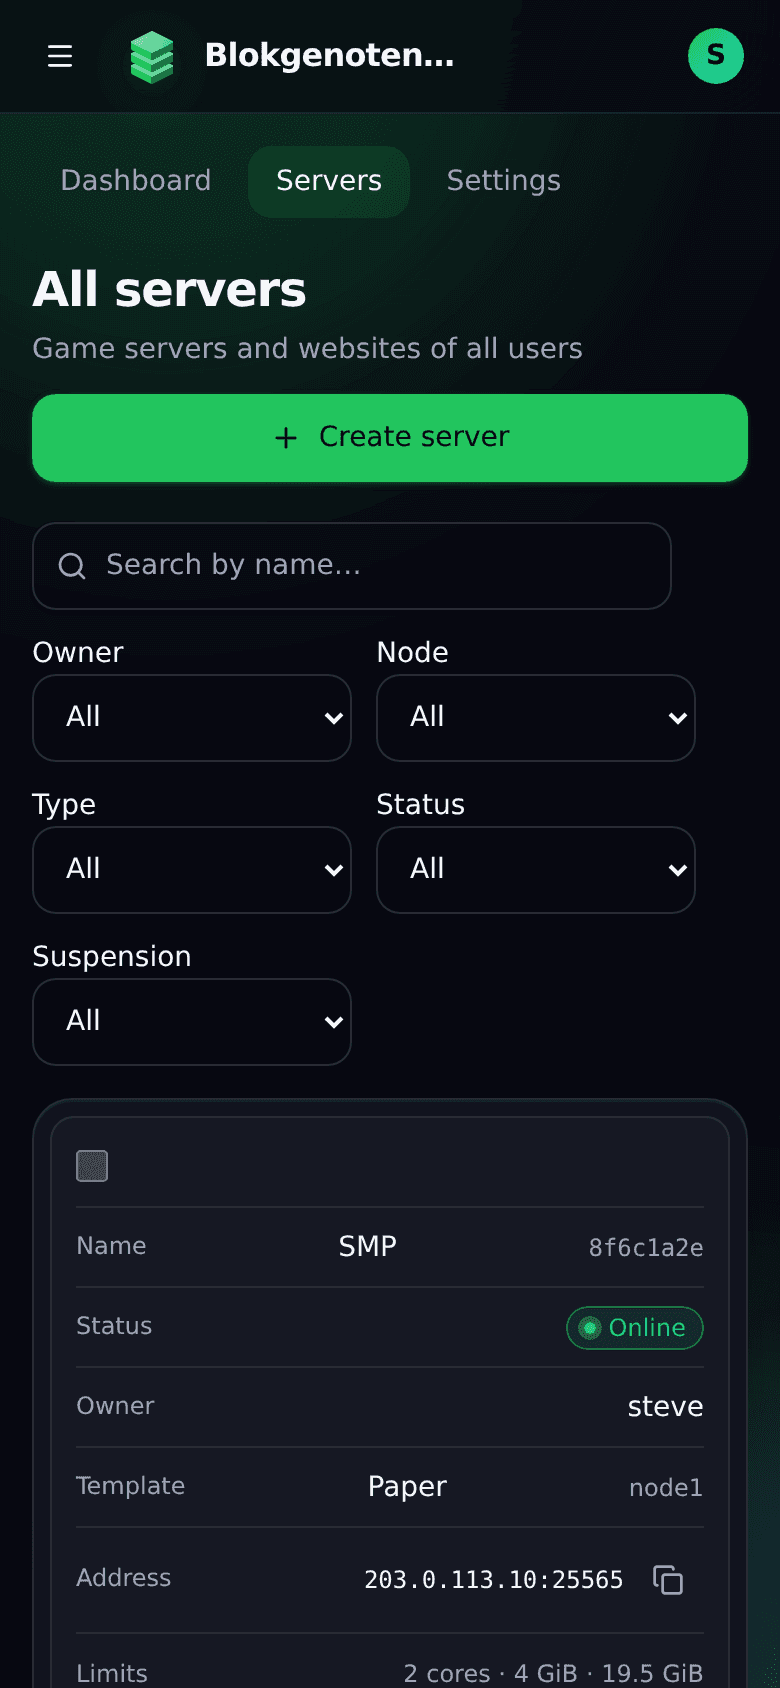 Blokgenoten...
S
Dashboard Servers Settings
All servers
Game servers and websites of all users
+ Create server
Search by name...
Owner Node
All All
Type Status
All All
Suspension
All
Name SMP 8f6c1a2e
Status Online
Owner steve
Template Paper node1
Address 203.0.113.10:25565
Limits 2 cores · 4 GiB · 19.5 GiB